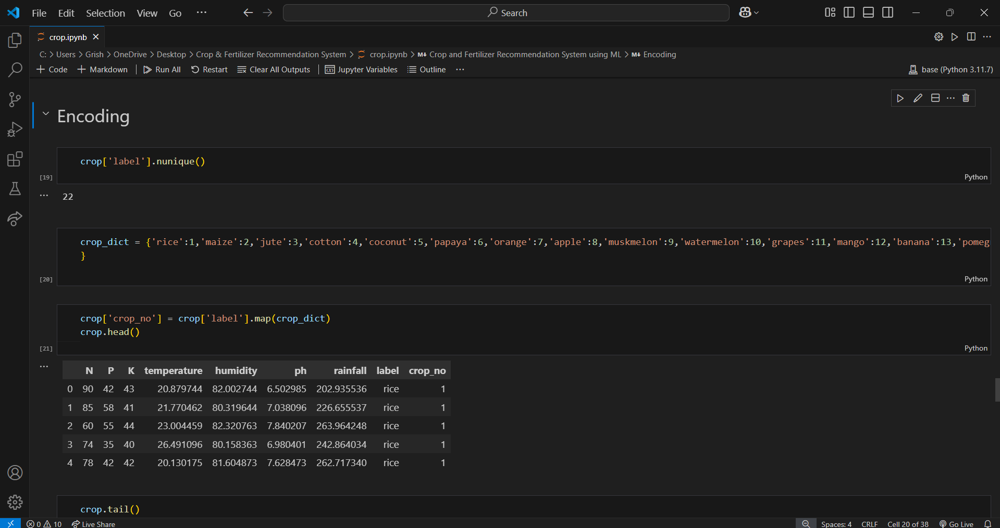 File Edit Selection View Go ··· Search
crop.ipynb
C: > Users > Grish > OneDrive > Desktop > Crop & Fertilizer Recommendation System > crop.ipynb > M↓ Crop and Fertilizer Recommendation System using ML > M↓ Encoding
+ Code + Markdown Run All Restart Clear All Outputs Jupyter Variables Outline ··· base (Python 3.11.7)
Encoding
crop['label'].nunique()
[19] Python
22
crop_dict = {'rice':1,'maize':2,'jute':3,'cotton':4,'coconut':5,'papaya':6,'orange':7,'apple':8,'muskmelon':9,'watermelon':10,'grapes':11,'mango':12,'banana':13,'pomeg
}
[20] Python
crop['crop_no'] = crop['label'].map(crop_dict)
crop.head()
[21] Python
N P K temperature humidity ph rainfall label crop_no
0 90 42 43 20.879744 82.002744 6.502985 202.935536 rice 1
1 85 58 41 21.770462 80.319644 7.038096 226.655537 rice 1
2 60 55 44 23.004459 82.320763 7.840207 263.964248 rice 1
3 74 35 40 26.491096 80.158363 6.980401 242.864034 rice 1
4 78 42 42 20.130175 81.604873 7.628473 262.717340 rice 1
crop.tail()
0 10 Live Share Spaces: 4 CRLF Cell 20 of 38 Go Live